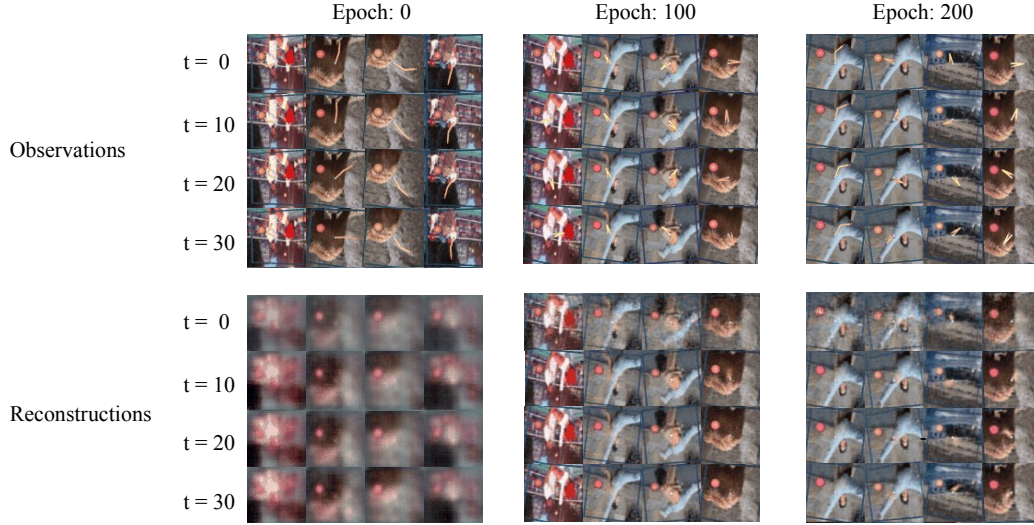 Epoch: 0 Epoch: 100 Epoch: 200
t = 0
t = 10
Observations
t = 20
t = 30
t = 0
t = 10
Reconstructions
t = 20
t = 30